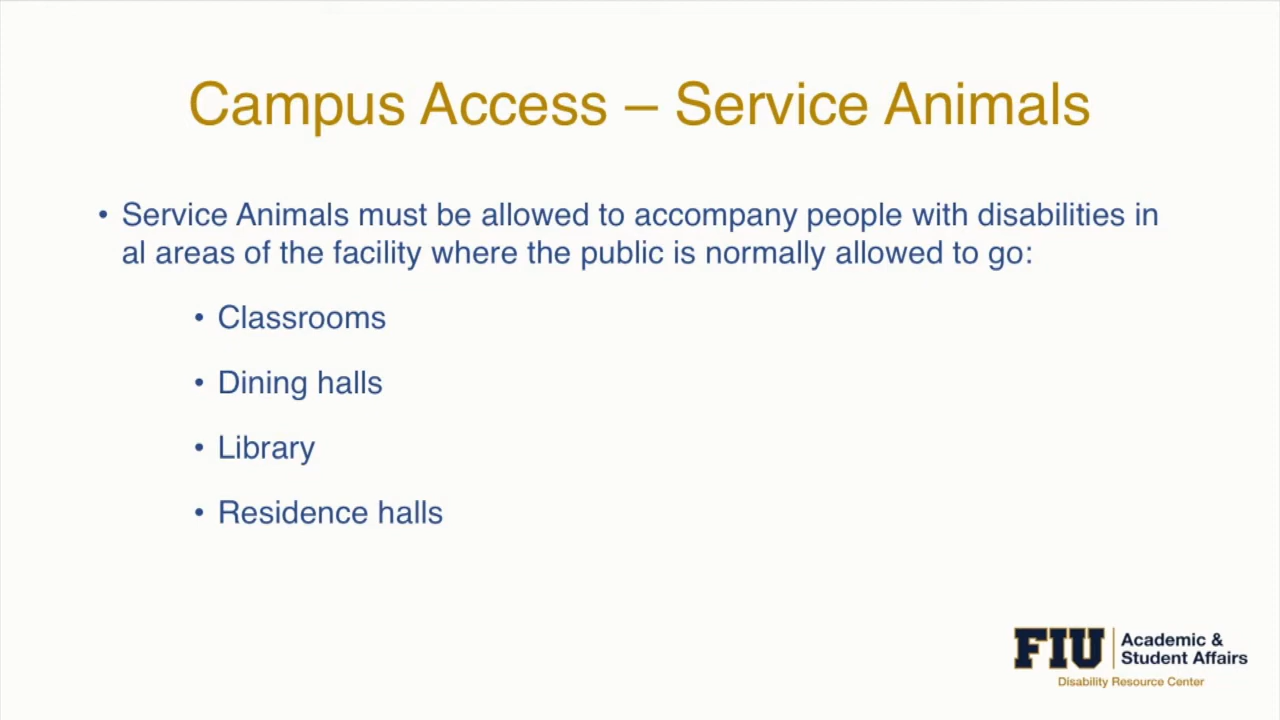 Campus Access – Service Animals
• Service Animals must be allowed to accompany people with disabilities in
al areas of the facility where the public is normally allowed to go:
• Classrooms
• Dining halls
• Library
• Residence halls
FIU
Academic &
Student Affairs
Disability Resource Center